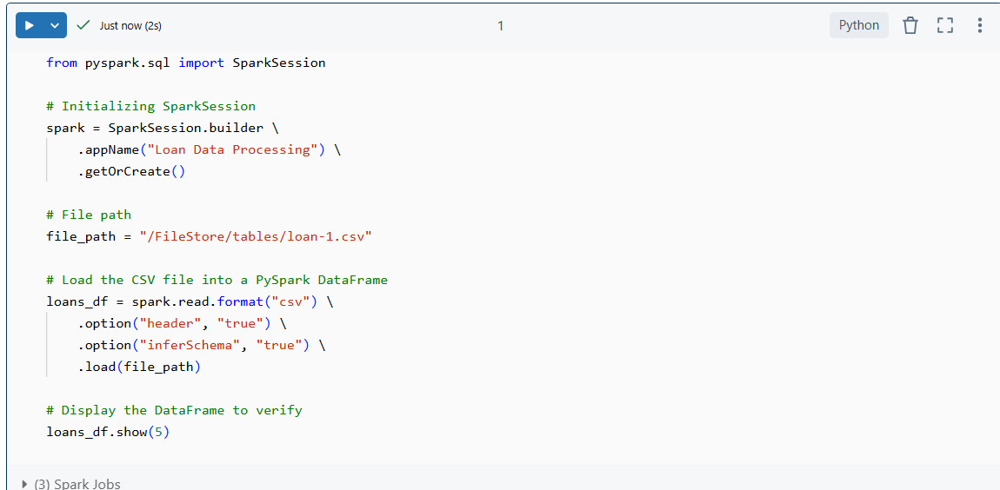 Just now (2s)
1
Python
from pyspark.sql import SparkSession
# Initializing SparkSession
spark = SparkSession.builder \
    .appName("Loan Data Processing") \
    .getOrCreate()
# File path
file_path = "/FileStore/tables/loan-1.csv"
# Load the CSV file into a PySpark DataFrame
loans_df = spark.read.format("csv") \
    .option("header", "true") \
    .option("inferSchema", "true") \
    .load(file_path)
# Display the DataFrame to verify
loans_df.show(5)
(3) Spark Jobs